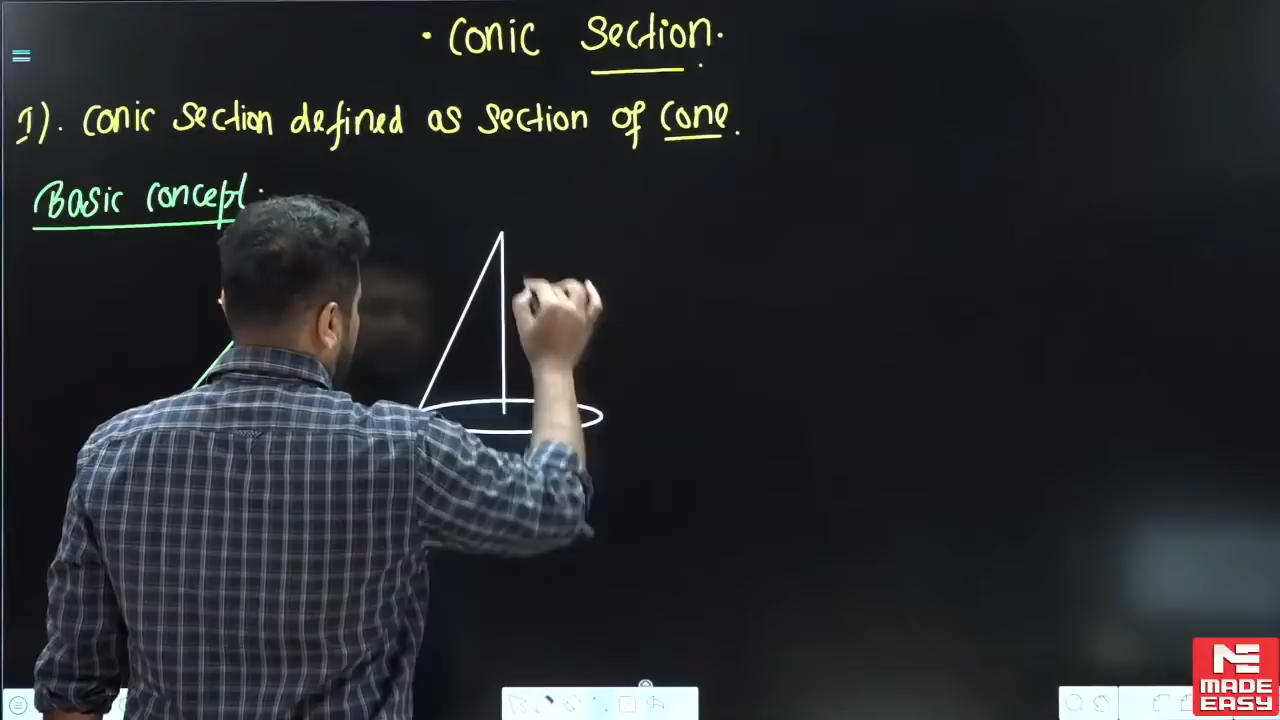 · Conic Section.
1). Conic Section defined as section of cone.
Basic concept.
MADE
EASY